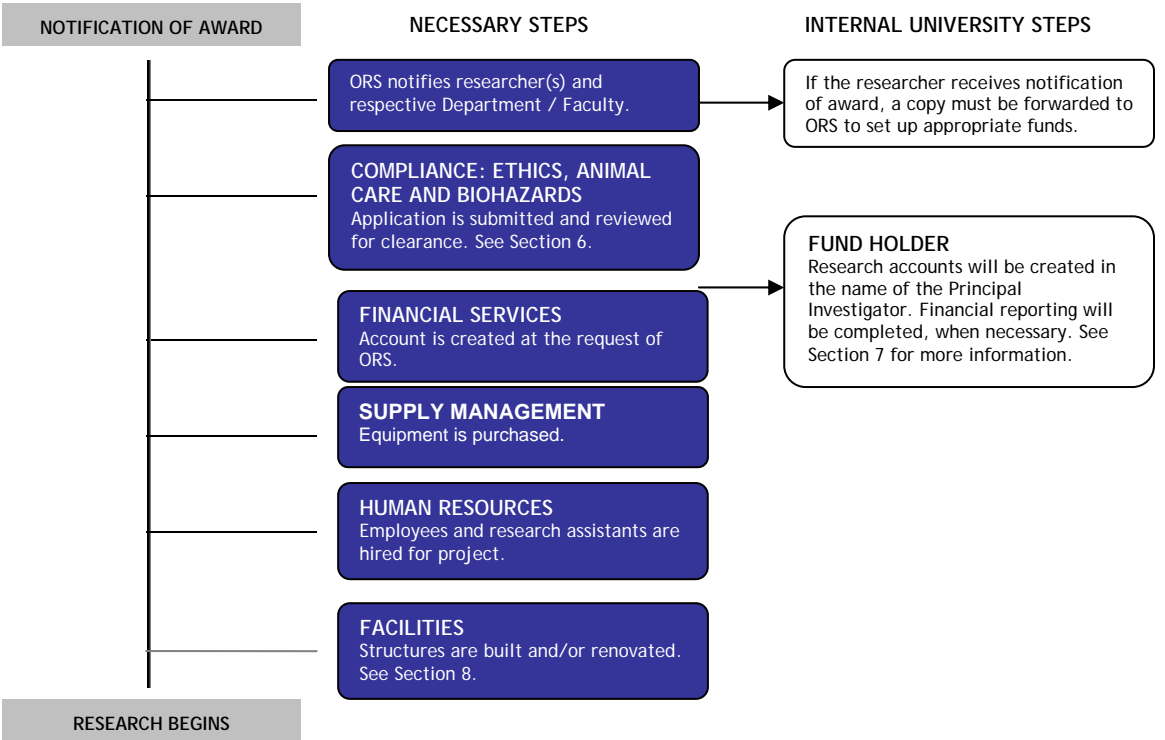 NOTIFICATION OF AWARD
NECESSARY STEPS
INTERNAL UNIVERSITY STEPS
ORS notifies researcher(s) and
respective Department / Faculty.
If the researcher receives notification
of award, a copy must be forwarded to
ORS to set up appropriate funds.
COMPLIANCE: ETHICS, ANIMAL
CARE AND BIOHAZARDS
Application is submitted and reviewed
for clearance. See Section 6.
FUND HOLDER
Research accounts will be created in
the name of the Principal
Investigator. Financial reporting will
be completed, when necessary. See
Section 7 for more information.
FINANCIAL SERVICES
Account is created at the request of
ORS.
SUPPLY MANAGEMENT
Equipment is purchased.
HUMAN RESOURCES
Employees and research assistants are
hired for project.
FACILITIES
Structures are built and/or renovated.
See Section 8.
RESEARCH BEGINS